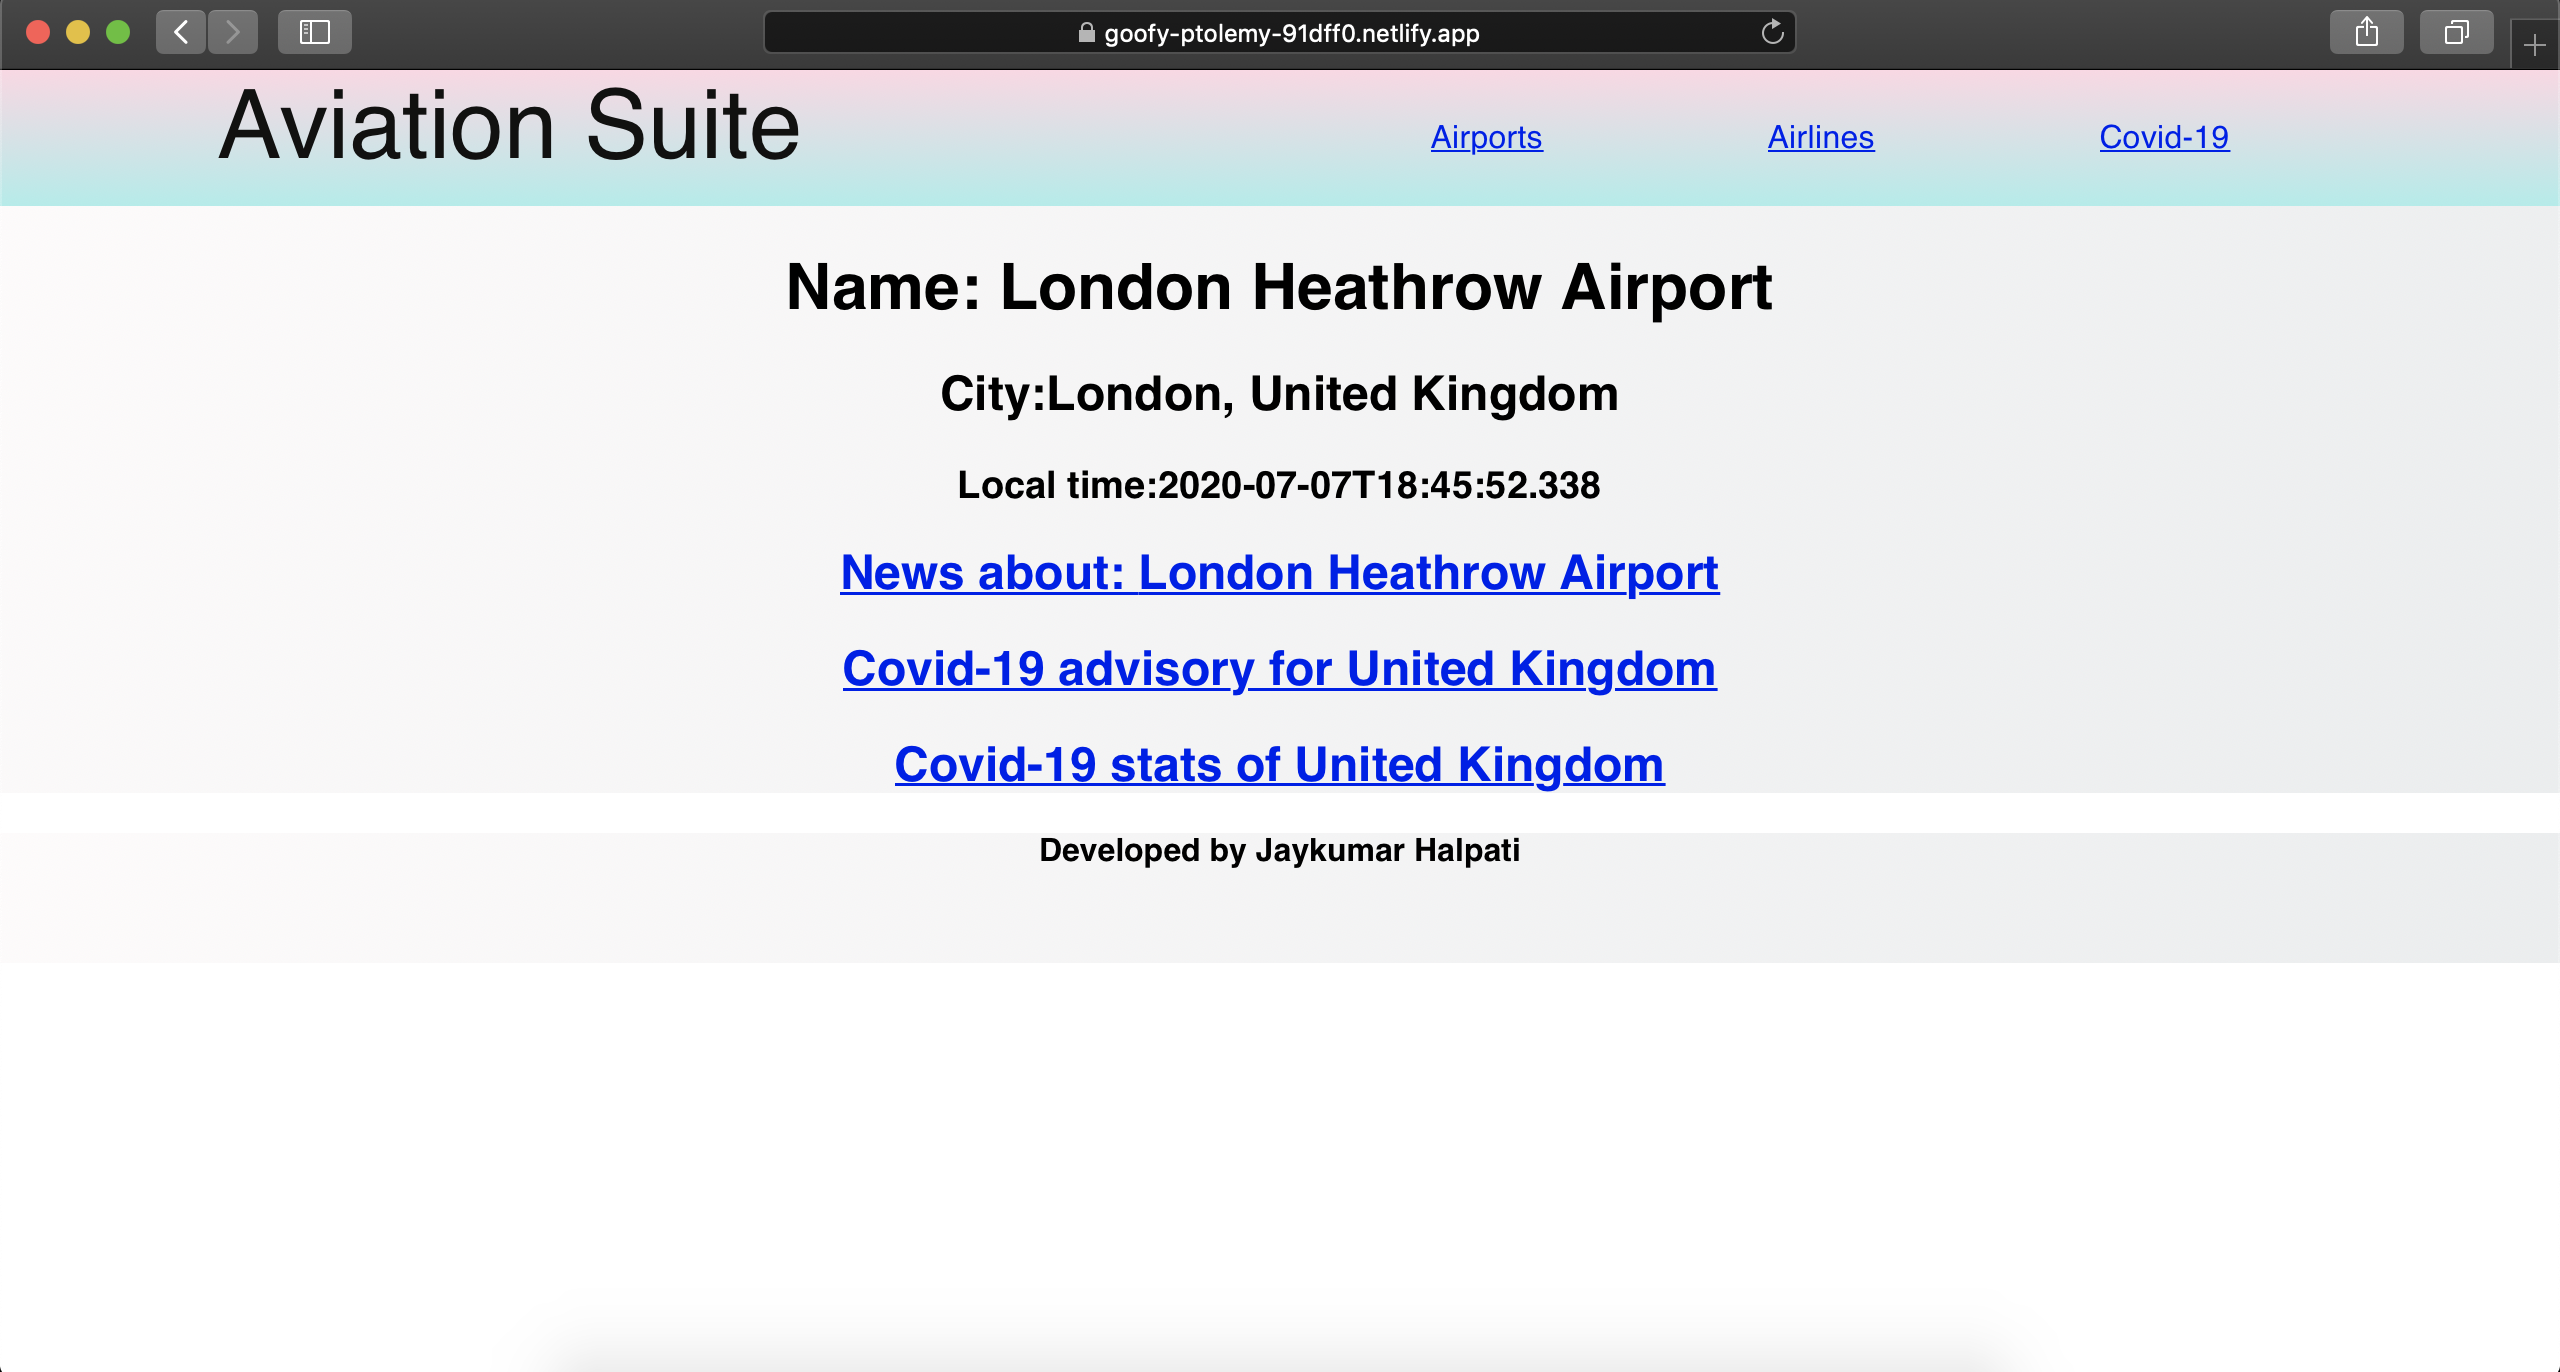 goofy-ptolemy-91dff0.netlify.app
Aviation Suite
Airports
Airlines
Covid-19
Name: London Heathrow Airport
City:London, United Kingdom
Local time:2020-07-07T18:45:52.338
News about: London Heathrow Airport
Covid-19 advisory for United Kingdom
Covid-19 stats of United Kingdom
Developed by Jaykumar Halpati